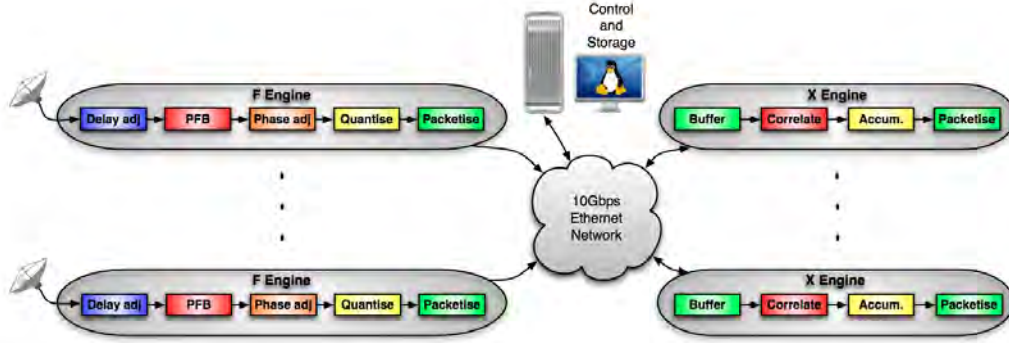 Control
and
Storage
F Engine
Delay adj
PFB
Phase adj
Quantise
Packetise
X Engine
Buffer
Correlate
Accum.
Packetise
10Gbps
Ethernet
Network
F Engine
Delay adj
PFB
Phase adj
Quantise
Packetise
X Engine
Buffer
Correlate
Accum.
Packetise